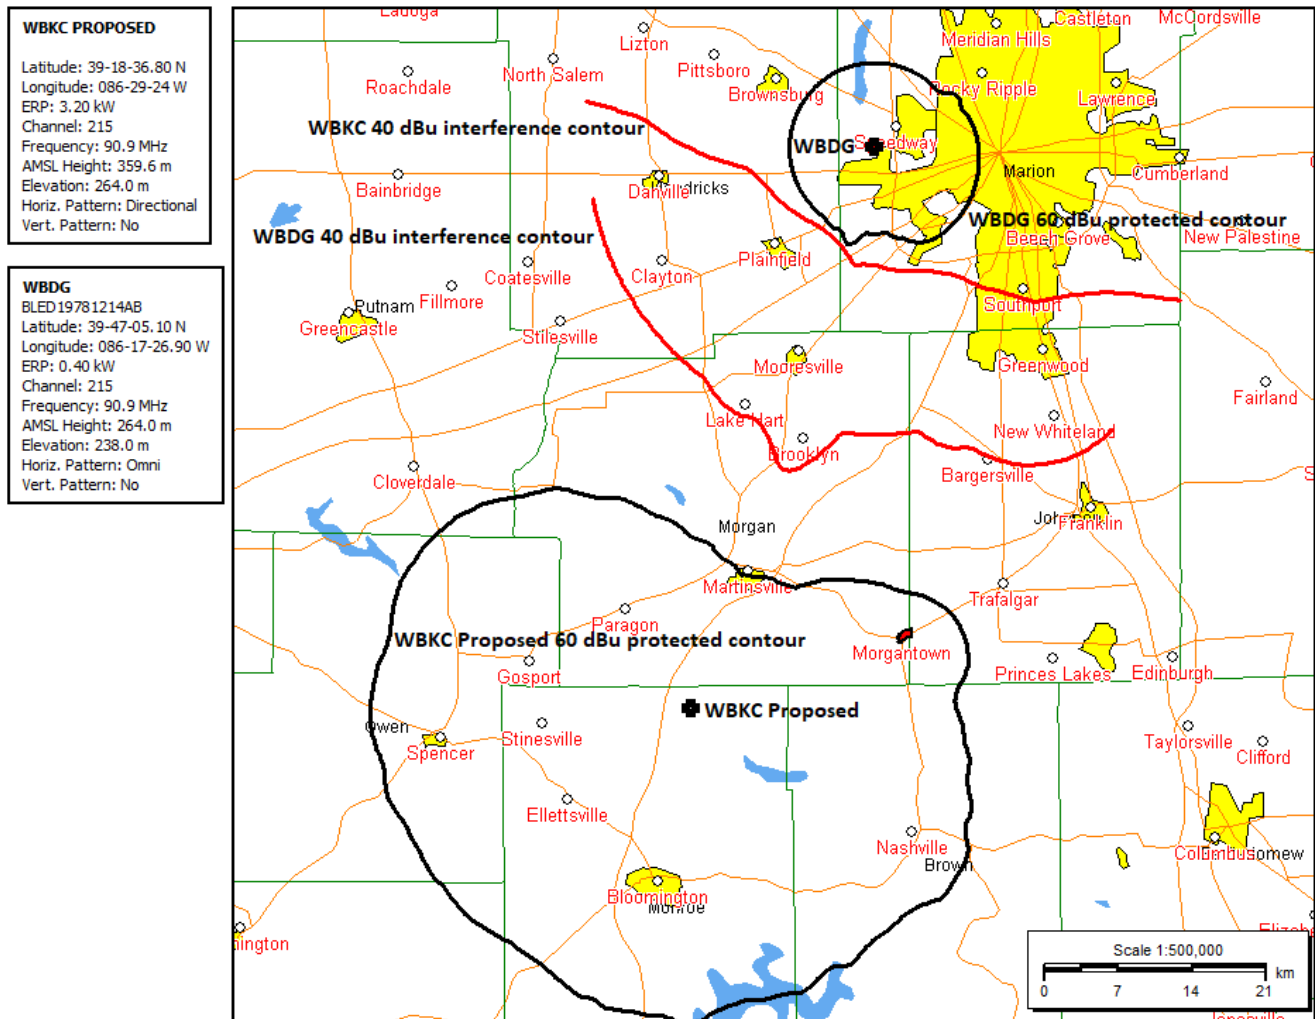 WBKC PROPOSED
Latitude: 39-18-36.80 N
Longitude: 086-29-24 W
ERP: 3.20 kW
Channel: 215
Frequency: 90.9 MHz
AMSL Height: 359.6 m
Elevation: 264.0 m
Horiz. Pattern: Directional
Vert. Pattern: No
WBDG
BLED19781214AB
Latitude: 39-47-05.10 N
Longitude: 086-17-26.90 W
ERP: 0.40 kW
Channel: 215
Frequency: 90.9 MHz
AMSL Height: 264.0 m
Elevation: 238.0 m
Horiz. Pattern: Omni
Vert. Pattern: No
Ladoga
Castleton
McCordsville
Lizton
Meridian Hills
Pittsboro
North Salem
Roachdale
Brownsburg
Rocky Ripple
Lawrence
WBKC 40 dBu interference contour
WBDG
Speedway
Marion
Cumberland
Bainbridge
Danville
Hendricks
WBDG 60 dBu protected contour
WBDG 40 dBu interference contour
Beech Grove
New Palestine
Plainfield
Coatesville
Clayton
Fillmore
Putnam
Greencastle
Southport
Stilesville
Mooresville
Greenwood
Fairland
Lake Hart
New Whiteland
Brooklyn
Bargersville
Cloverdale
Morgan
Franklin
Martinsville
Trafalgar
Paragon
WBKC Proposed 60 dBu protected contour
Morgantown
Gosport
Princes Lakes
Edinburgh
WBKC Proposed
Owen
Stinesville
Spencer
Taylorsville
Clifford
Ellettsville
Nashville
Brown
Columbus
Bloomington
Monroe
Scale 1:500,000
km
0
7
14
21